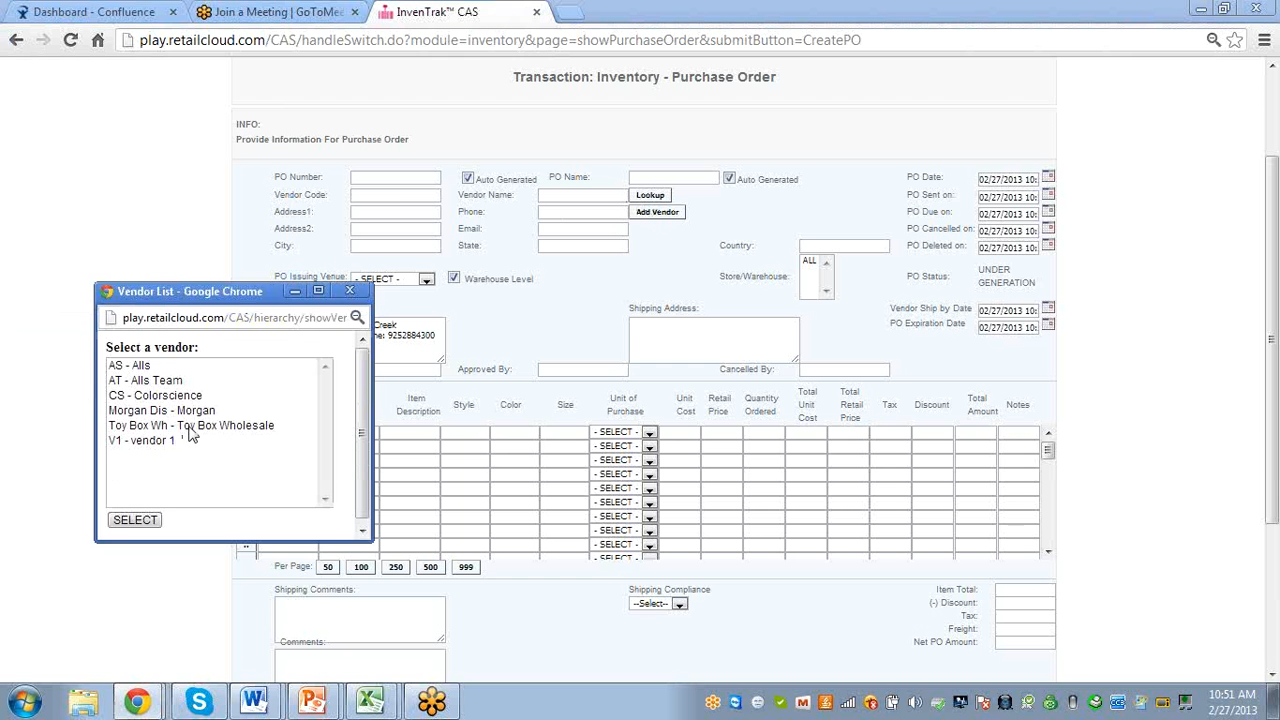 Dashboard - Confluence
Join a Meeting | GoToMee
InvenTrak™ CAS
play.retailcloud.com/CAS/handleSwitch.do?module=inventory&page=showPurchaseOrder&submitButton=CreatePO
Transaction: Inventory - Purchase Order
INFO:
Provide Information For Purchase Order
PO Number: Auto Generated PO Name: Auto Generated PO Date: 02/27/2013 10:
Vendor Code: Vendor Name: Lookup PO Sent on: 02/27/2013 10:
Address1: Phone: Add Vendor PO Due on: 02/27/2013 10:
Address2: Email: PO Cancelled on: 02/27/2013 10:
City: State: Country: PO Deleted on: 02/27/2013 10:
PO Issuing Venue: - SELECT - Warehouse Level Store/Warehouse: ALL PO Status: UNDER
GENERATION
Shipping Address: Vendor Ship by Date 02/27/2013 10:
PO Expiration Date 02/27/2013 10:
Creek
ne: 9252884300
Approved By: Cancelled By:
Item Description Style Color Size Unit of Purchase Unit Cost Retail Price Quantity Ordered Total Unit Cost Total Retail Price Tax Discount Total Amount Notes
- SELECT -
- SELECT -
- SELECT -
- SELECT -
- SELECT -
- SELECT -
- SELECT -
- SELECT -
- SELECT -
- SELECT -
Per Page: 50 100 250 500 999
Shipping Comments: Shipping Compliance Item Total:
--Select-- (-) Discount:
Tax:
Freight:
Comments: Net PO Amount:
Vendor List - Google Chrome
play.retailcloud.com/CAS/hierarchy/showVer
Select a vendor:
AS - Alls
AT - Alls Team
CS - Colorscience
Morgan Dis - Morgan
Toy Box Wh - Toy Box Wholesale
V1 - vendor 1
SELECT
10:51 AM
2/27/2013